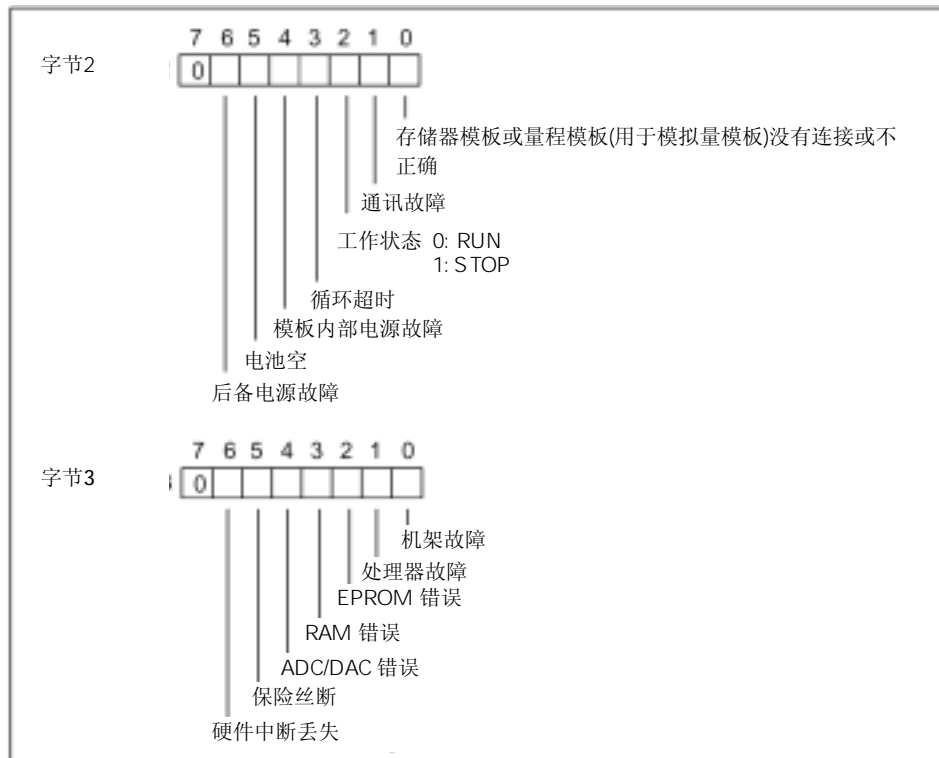 7 6 5 4 3 2 1 0
字节2
0
存储器模板或量程模板(用于模拟量模板)没有连接或不
正确
通讯故障
工作状态 0: RUN
1: STOP
循环超时
模板内部电源故障
电池空
后备电源故障
7 6 5 4 3 2 1 0
字节3
0
机架故障
处理器故障
EPROM 错误
RAM 错误
ADC/DAC 错误
保险丝断
硬件中断丢失